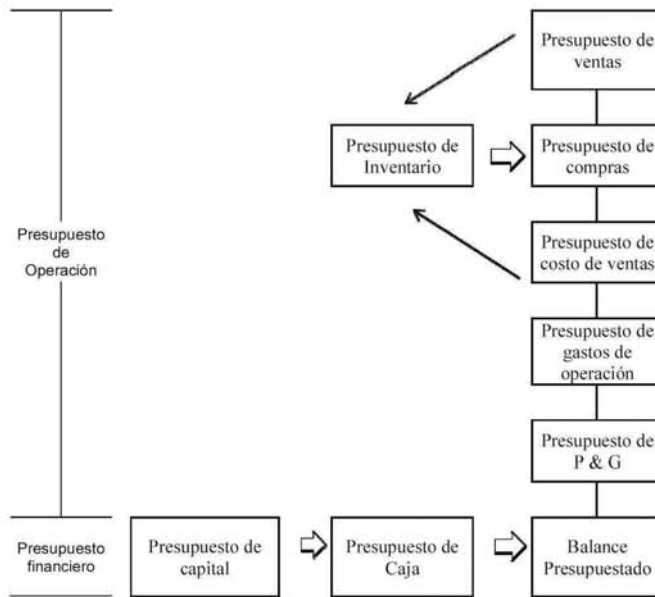 Presupuesto de
ventas
Presupuesto de
Inventario
Presupuesto de
compras
Presupuesto
de
Operación
Presupuesto de
costo de ventas
Presupuesto de
gastos de
operación
Presupuesto de
P & G
Presupuesto
financiero
Presupuesto de
capital
Presupuesto de
Caja
Balance
Presupuestado